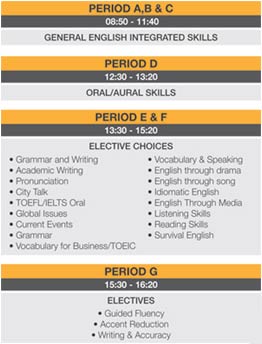 PERIOD A,B & C
08:50 - 11:40
GENERAL ENGLISH INTEGRATED SKILLS
PERIOD D
12:30 - 13:20
ORAL/AURAL SKILLS
PERIOD E & F
13:30 - 15:20
ELECTIVE CHOICES
• Grammar and Writing
• Academic Writing
• Pronunciation
• City Talk
• TOEFL/IELTS Oral
• Global Issues
• Current Events
• Grammar
• Vocabulary for Business/TOEIC
• Vocabulary & Speaking
• English through drama
• English through song
• Idiomatic English
• English Through Media
• Listening Skills
• Reading Skills
• Survival English
PERIOD G
15:30 - 16:20
ELECTIVES
• Guided Fluency
• Accent Reduction
• Writing & Accuracy